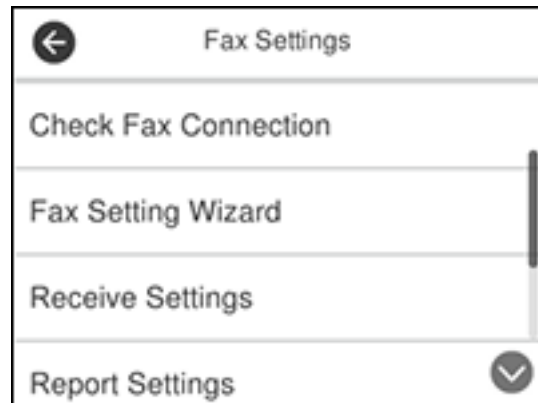 Fax Settings
Check Fax Connection
Fax Setting Wizard
Receive Settings
Report Settings